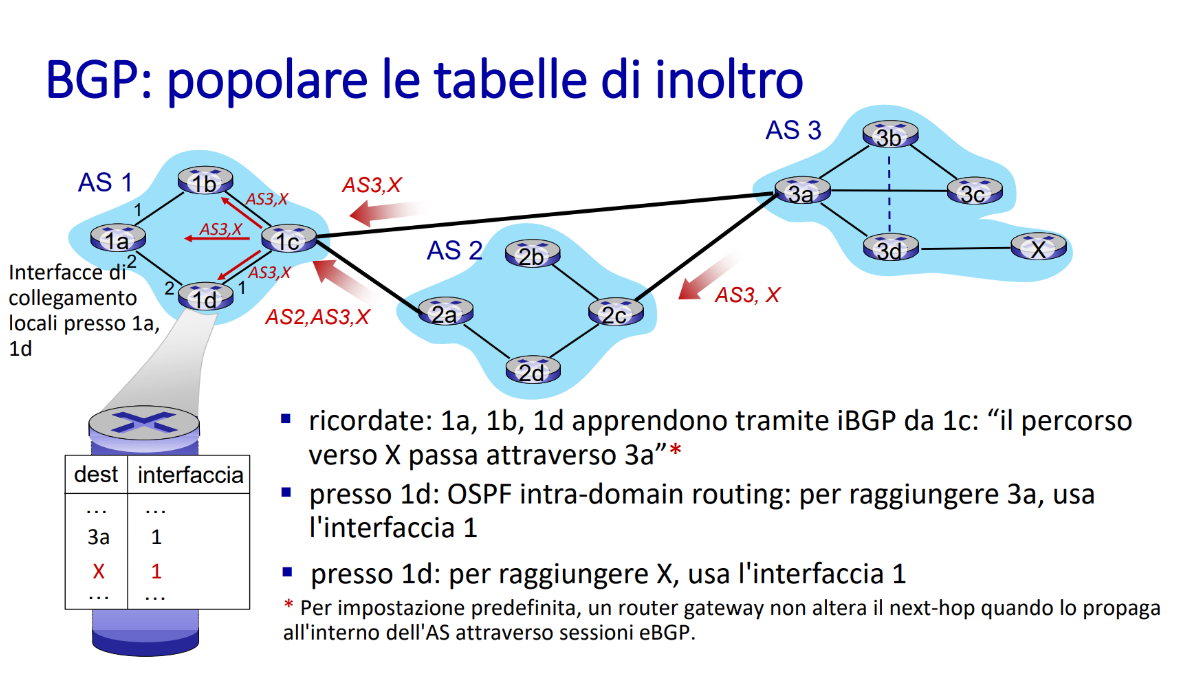 BGP: popolare le tabelle di inoltro
AS 3
3b
AS 1
1b
AS3,X
3a
3c
1
AS3,X
1a
AS3,X
1c
AS 2
2b
3d
X
2
Interfacce di
AS3,X
collegamento
2
1d
1
AS3, X
locali presso 1a,
AS2,AS3,X
2a
2c
1d
2d
▪ ricordate: 1a, 1b, 1d apprendono tramite iBGP da 1c: “il percorso
verso X passa attraverso 3a”*
▪ presso 1d: OSPF intra-domain routing: per raggiungere 3a, usa
l'interfaccia 1
▪ presso 1d: per raggiungere X, usa l'interfaccia 1
* Per impostazione predefinita, un router gateway non altera il next-hop quando lo propaga
all'interno dell'AS attraverso sessioni eBGP.
dest interfaccia
… …
3a 1
X 1
… …